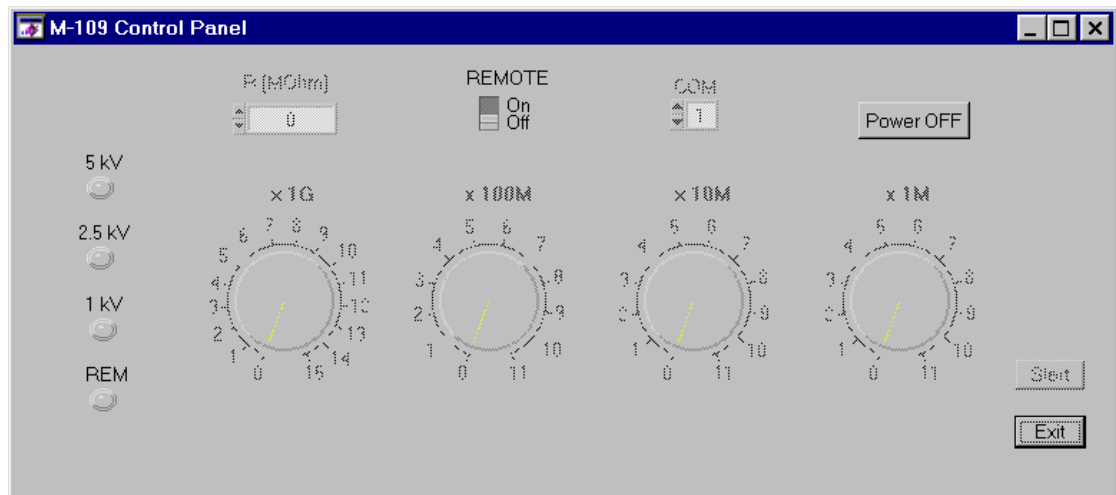 M-109 Control Panel
R (MOhm)
0
REMOTE
On
Off
COM
1
Power OFF
5 kV
2.5 kV
1 kV
REM
x 1G
0 1 2 3 4 5 6 7 8 9 10 11 12 13 14 15
x 100M
0 1 2 3 4 5 6 7 8 9 10 11
x 10M
0 1 2 3 4 5 6 7 8 9 10 11
x 1M
0 1 2 3 4 5 6 7 8 9 10 11
Start
Exit